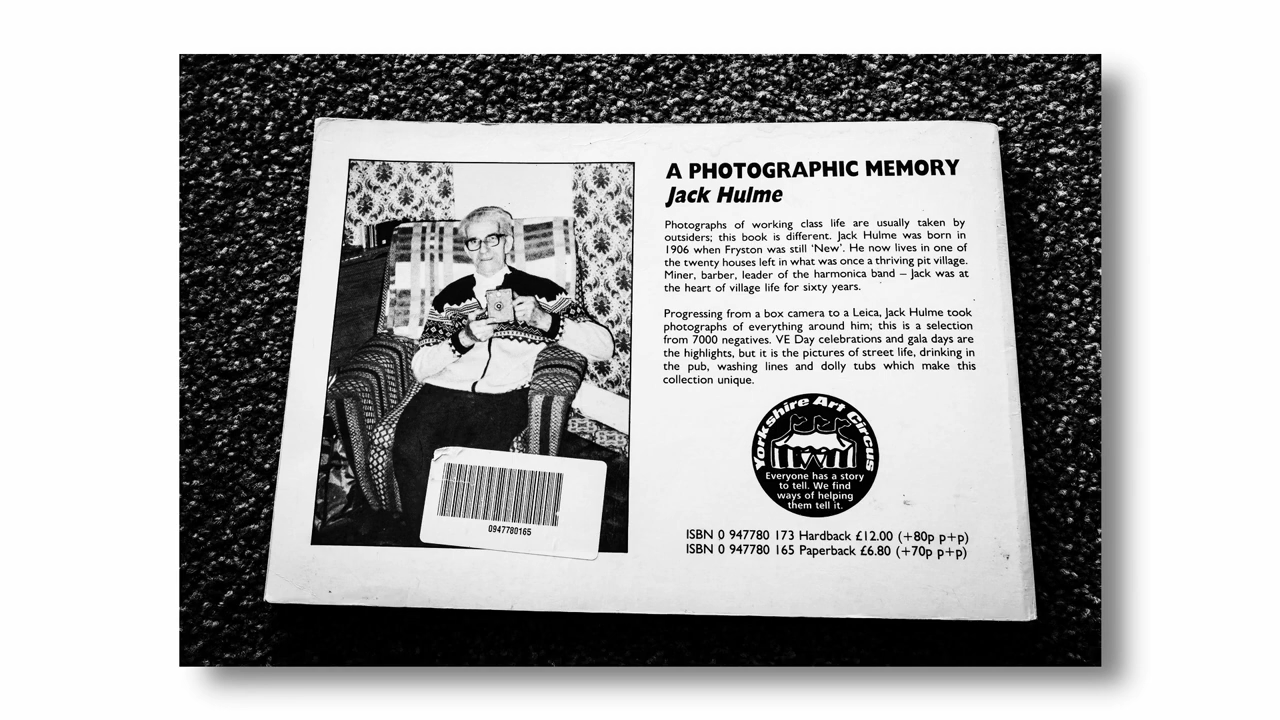 A PHOTOGRAPHIC MEMORY
Jack Hulme
Photographs of working class life are usually taken by
outsiders; this book is different. Jack Hulme was born in
1906 when Fryston was still ‘New’. He now lives in one of
the twenty houses left in what was once a thriving pit village.
Miner, barber, leader of the harmonica band – Jack was at
the heart of village life for sixty years.
Progressing from a box camera to a Leica, Jack Hulme took
photographs of everything around him; this is a selection
from 7000 negatives. VE Day celebrations and gala days are
the highlights, but it is the pictures of street life, drinking in
the pub, washing lines and dolly tubs which make this
collection unique.
Yorkshire Art Circus
Everyone has a story
to tell. We find
ways of helping
them tell it.
0947780165
ISBN 0 947780 173 Hardback £12.00 (+80p p+p)
ISBN 0 947780 165 Paperback £6.80 (+70p p+p)